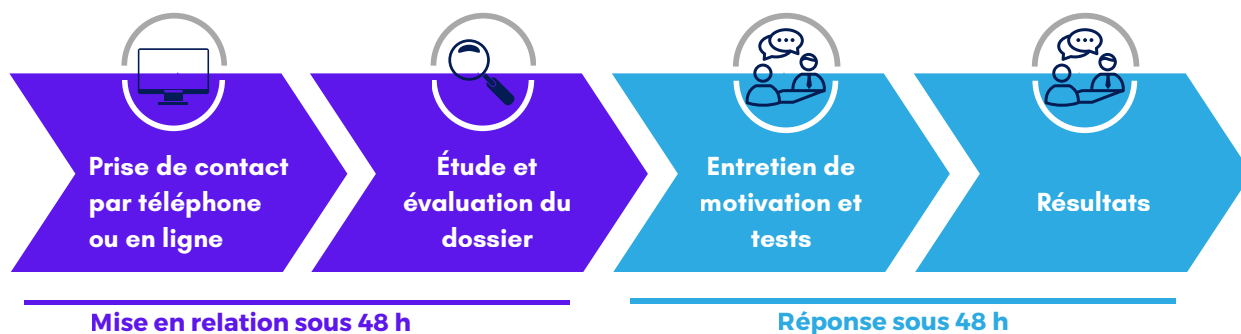 Prise de contact
par téléphone
ou en ligne
Étude et
évaluation du
dossier
Entretien de
motivation et
tests
Résultats
Mise en relation sous 48 h
Réponse sous 48 h